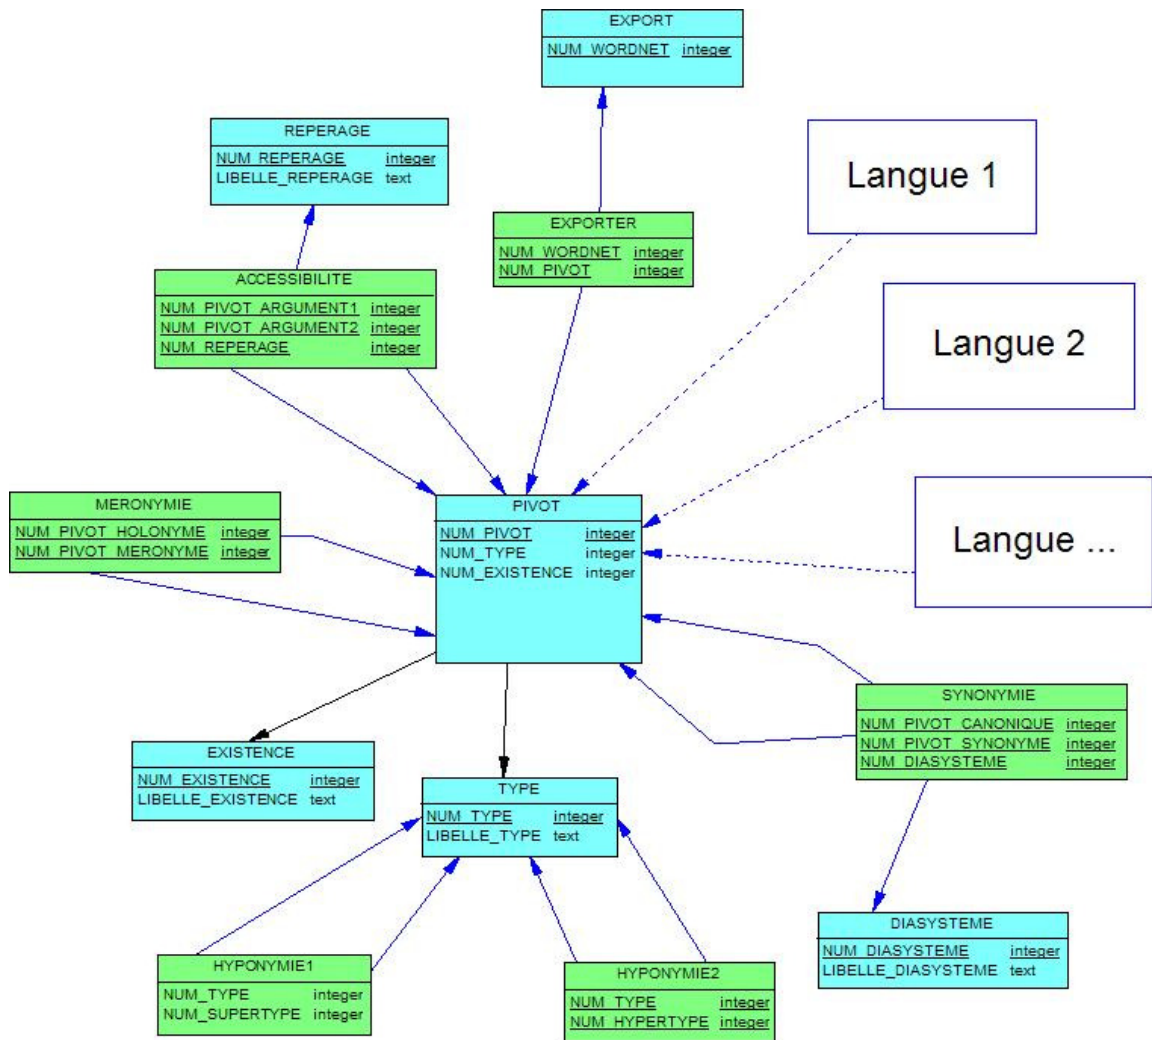 EXPORT
NUM_WORDNET integer
REPERAGE
NUM_REPERAGE integer
LIBELLE_REPERAGE text
Langue 1
EXPORTER
NUM_WORDNET integer
NUM_PIVOT integer
ACCESSIBILITE
NUM_PIVOT_ARGUMENT1 integer
NUM_PIVOT_ARGUMENT2 integer
NUM_REPERAGE integer
Langue 2
MERONYMIE
NUM_PIVOT_HOLONYME integer
NUM_PIVOT_MERONYME integer
PIVOT
NUM_PIVOT integer
NUM_TYPE integer
NUM_EXISTENCE integer
Langue ...
SYNONYMIE
NUM_PIVOT_CANONIQUE integer
NUM_PIVOT_SYNONYME integer
NUM_DIASYSTEME integer
EXISTENCE
NUM_EXISTENCE integer
LIBELLE_EXISTENCE text
TYPE
NUM_TYPE integer
LIBELLE_TYPE text
DIASYSTEME
NUM_DIASYSTEME integer
LIBELLE_DIASYSTEME text
HYPONYMIE1
NUM_TYPE integer
NUM_SUPERTYPE integer
HYPONYMIE2
NUM_TYPE integer
NUM_HYPERTYPE integer